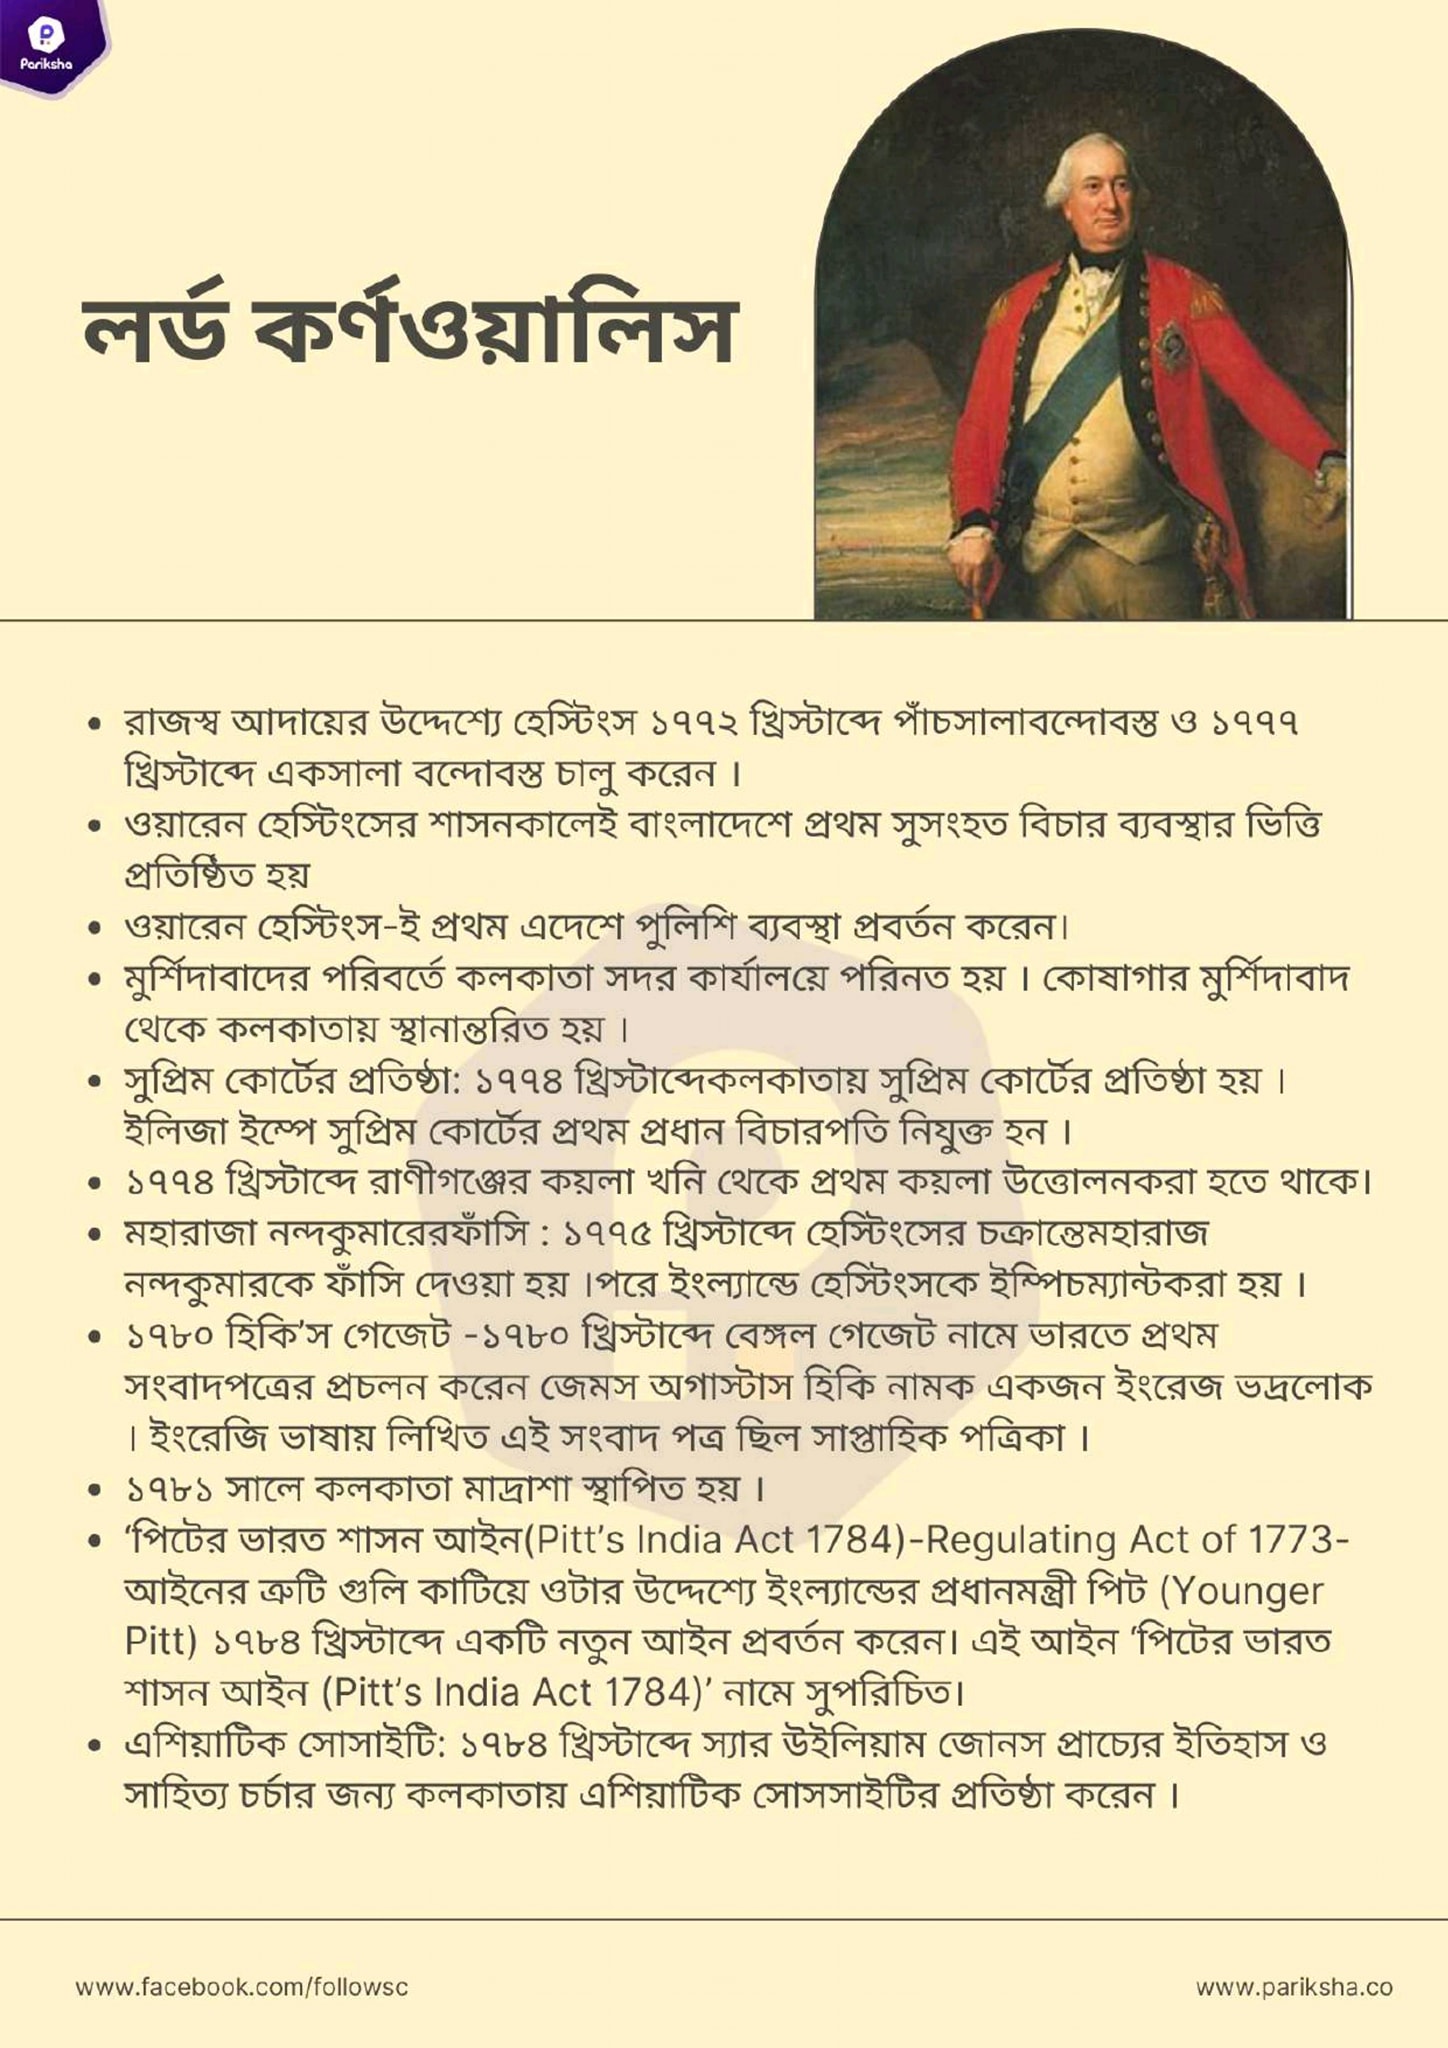 Pariksha
লর্ড কর্ণওয়ালিস
• রাজস্ব আদায়ের উদ্দেশ্যে হেস্টিংস ১৭৭২ খ্রিস্টাব্দে পাঁচসালাবন্দোবস্ত ও ১৭৭৭
খ্রিস্টাব্দে একসালা বন্দোবস্ত চালু করেন ।
• ওয়ারেন হেস্টিংসের শাসনকালেই বাংলাদেশে প্রথম সুসংহত বিচার ব্যবস্থার ভিত্তি
প্রতিষ্ঠিত হয়
• ওয়ারেন হেস্টিংস-ই প্রথম এদেশে পুলিশি ব্যবস্থা প্রবর্তন করেন।
• মুর্শিদাবাদের পরিবর্তে কলকাতা সদর কার্যালয়ে পরিনত হয় । কোষাগার মুর্শিদাবাদ
থেকে কলকাতায় স্থানান্তরিত হয় ।
• সুপ্রিম কোর্টের প্রতিষ্ঠা: ১৭৭৪ খ্রিস্টাব্দেকলকাতায় সুপ্রিম কোর্টের প্রতিষ্ঠা হয় ।
ইলিজা ইম্পে সুপ্রিম কোর্টের প্রথম প্রধান বিচারপতি নিযুক্ত হন ।
• ১৭৭৪ খ্রিস্টাব্দে রাণীগঞ্জের কয়লা খনি থেকে প্রথম কয়লা উত্তোলনকরা হতে থাকে।
• মহারাজা নন্দকুমারেরফাঁসি : ১৭৭৫ খ্রিস্টাব্দে হেস্টিংসের চক্রান্তেমহারাজ
নন্দকুমারকে ফাঁসি দেওয়া হয় ।পরে ইংল্যান্ডে হেস্টিংসকে ইম্পিচম্যান্টকরা হয় ।
• ১৭৮০ হিকি’স গেজেট -১৭৮০ খ্রিস্টাব্দে বেঙ্গল গেজেট নামে ভারতে প্রথম
সংবাদপত্রের প্রচলন করেন জেমস অগাস্টাস হিকি নামক একজন ইংরেজ ভদ্রলোক
। ইংরেজি ভাষায় লিখিত এই সংবাদ পত্র ছিল সাপ্তাহিক পত্রিকা ।
• ১৭৮১ সালে কলকাতা মাদ্রাশা স্থাপিত হয় ।
• ‘পিটের ভারত শাসন আইন(Pitt’s India Act 1784)-Regulating Act of 1773-
আইনের ত্রুটি গুলি কাটিয়ে ওটার উদ্দেশ্যে ইংল্যান্ডের প্রধানমন্ত্রী পিট (Younger
Pitt) ১৭৮৪ খ্রিস্টাব্দে একটি নতুন আইন প্রবর্তন করেন। এই আইন ‘পিটের ভারত
শাসন আইন (Pitt’s India Act 1784)’ নামে সুপরিচিত।
• এশিয়াটিক সোসাইটি: ১৭৮৪ খ্রিস্টাব্দে স্যার উইলিয়াম জোনস প্রাচ্যের ইতিহাস ও
সাহিত্য চর্চার জন্য কলকাতায় এশিয়াটিক সোসসাইটির প্রতিষ্ঠা করেন ।
www.facebook.com/followsc
www.pariksha.co